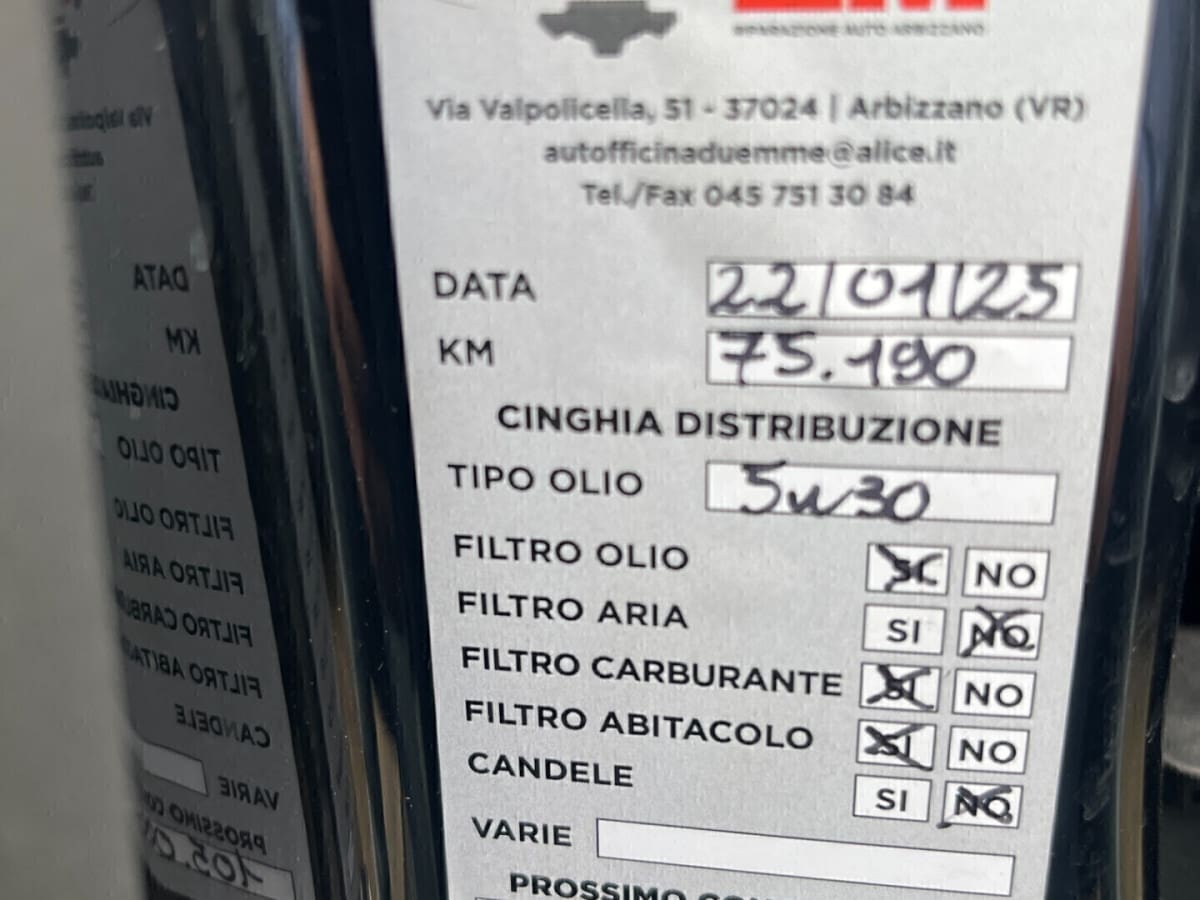 RIPARAZIONE AUTO ARBIZZANO
Via Valpolicella, 51 - 37024 | Arbizzano (VR)
autofficinaduemme@alice.it
Tel./Fax 045 751 30 84
DATA 22/01/25
KM 75.190
CINGHIA DISTRIBUZIONE
TIPO OLIO 5W30
FILTRO OLIO SI NO
FILTRO ARIA SI NO
FILTRO CARBURANTE SI NO
FILTRO ABITACOLO SI NO
CANDELE SI NO
VARIE
PROSSIMO